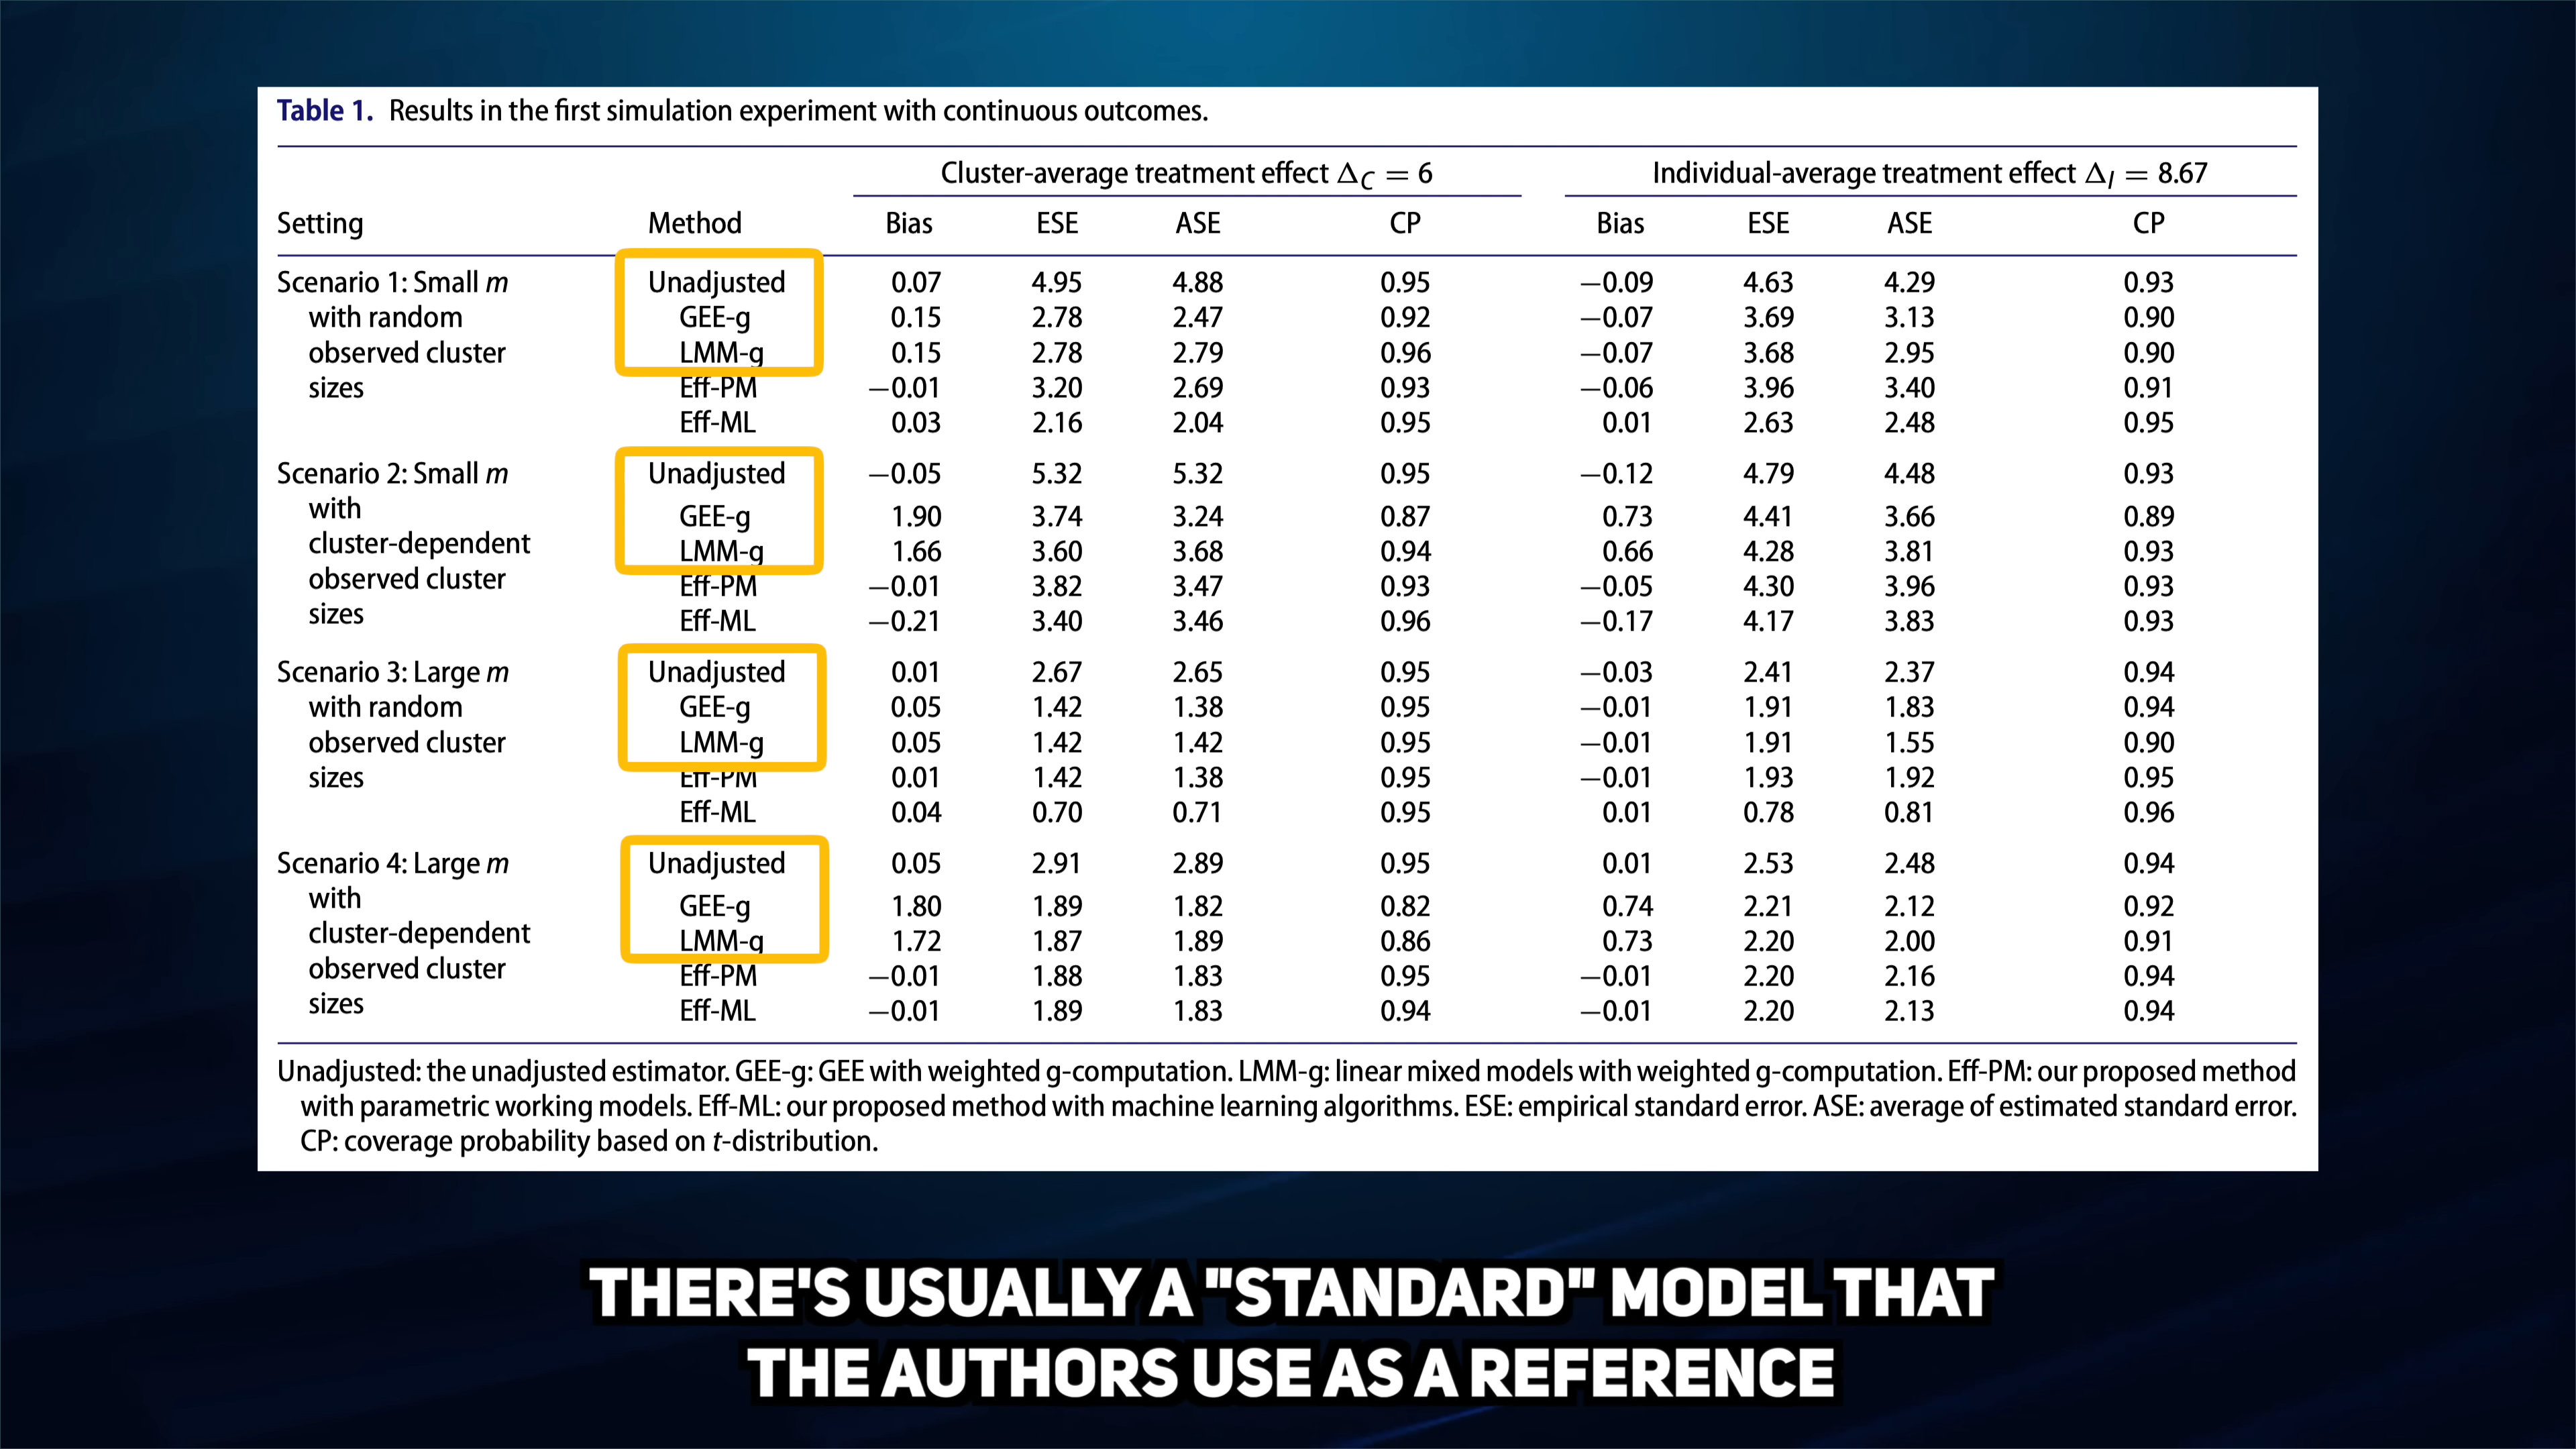 Table 1. Results in the first simulation experiment with continuous outcomes.
Cluster-average treatment effect Δ_C = 6 Individual-average treatment effect Δ_I = 8.67
Setting Method Bias ESE ASE CP Bias ESE ASE CP
Scenario 1: Small m Unadjusted 0.07 4.95 4.88 0.95 −0.09 4.63 4.29 0.93
with random GEE-g 0.15 2.78 2.47 0.92 −0.07 3.69 3.13 0.90
observed cluster LMM-g 0.15 2.78 2.79 0.96 −0.07 3.68 2.95 0.90
sizes Eff-PM −0.01 3.20 2.69 0.93 −0.06 3.96 3.40 0.91
Eff-ML 0.03 2.16 2.04 0.95 0.01 2.63 2.48 0.95
Scenario 2: Small m Unadjusted −0.05 5.32 5.32 0.95 −0.12 4.79 4.48 0.93
with GEE-g 1.90 3.74 3.24 0.87 0.73 4.41 3.66 0.89
cluster-dependent LMM-g 1.66 3.60 3.68 0.94 0.66 4.28 3.81 0.93
observed cluster Eff-PM −0.01 3.82 3.47 0.93 −0.05 4.30 3.96 0.93
sizes Eff-ML −0.21 3.40 3.46 0.96 −0.17 4.17 3.83 0.93
Scenario 3: Large m Unadjusted 0.01 2.67 2.65 0.95 −0.03 2.41 2.37 0.94
with random GEE-g 0.05 1.42 1.38 0.95 −0.01 1.91 1.83 0.94
observed cluster LMM-g 0.05 1.42 1.42 0.95 −0.01 1.91 1.55 0.90
sizes Eff-PM 0.01 1.42 1.38 0.95 −0.01 1.93 1.92 0.95
Eff-ML 0.04 0.70 0.71 0.95 0.01 0.78 0.81 0.96
Scenario 4: Large m Unadjusted 0.05 2.91 2.89 0.95 0.01 2.53 2.48 0.94
with GEE-g 1.80 1.89 1.82 0.82 0.74 2.21 2.12 0.92
cluster-dependent LMM-g 1.72 1.87 1.89 0.86 0.73 2.20 2.00 0.91
observed cluster Eff-PM −0.01 1.88 1.83 0.95 −0.01 2.20 2.16 0.94
sizes Eff-ML −0.01 1.89 1.83 0.94 −0.01 2.20 2.13 0.94
Unadjusted: the unadjusted estimator. GEE-g: GEE with weighted g-computation. LMM-g: linear mixed models with weighted g-computation. Eff-PM: our proposed method
with parametric working models. Eff-ML: our proposed method with machine learning algorithms. ESE: empirical standard error. ASE: average of estimated standard error.
CP: coverage probability based on t-distribution.
THERE'S USUALLY A "STANDARD" MODEL THAT
THE AUTHORS USE AS A REFERENCE